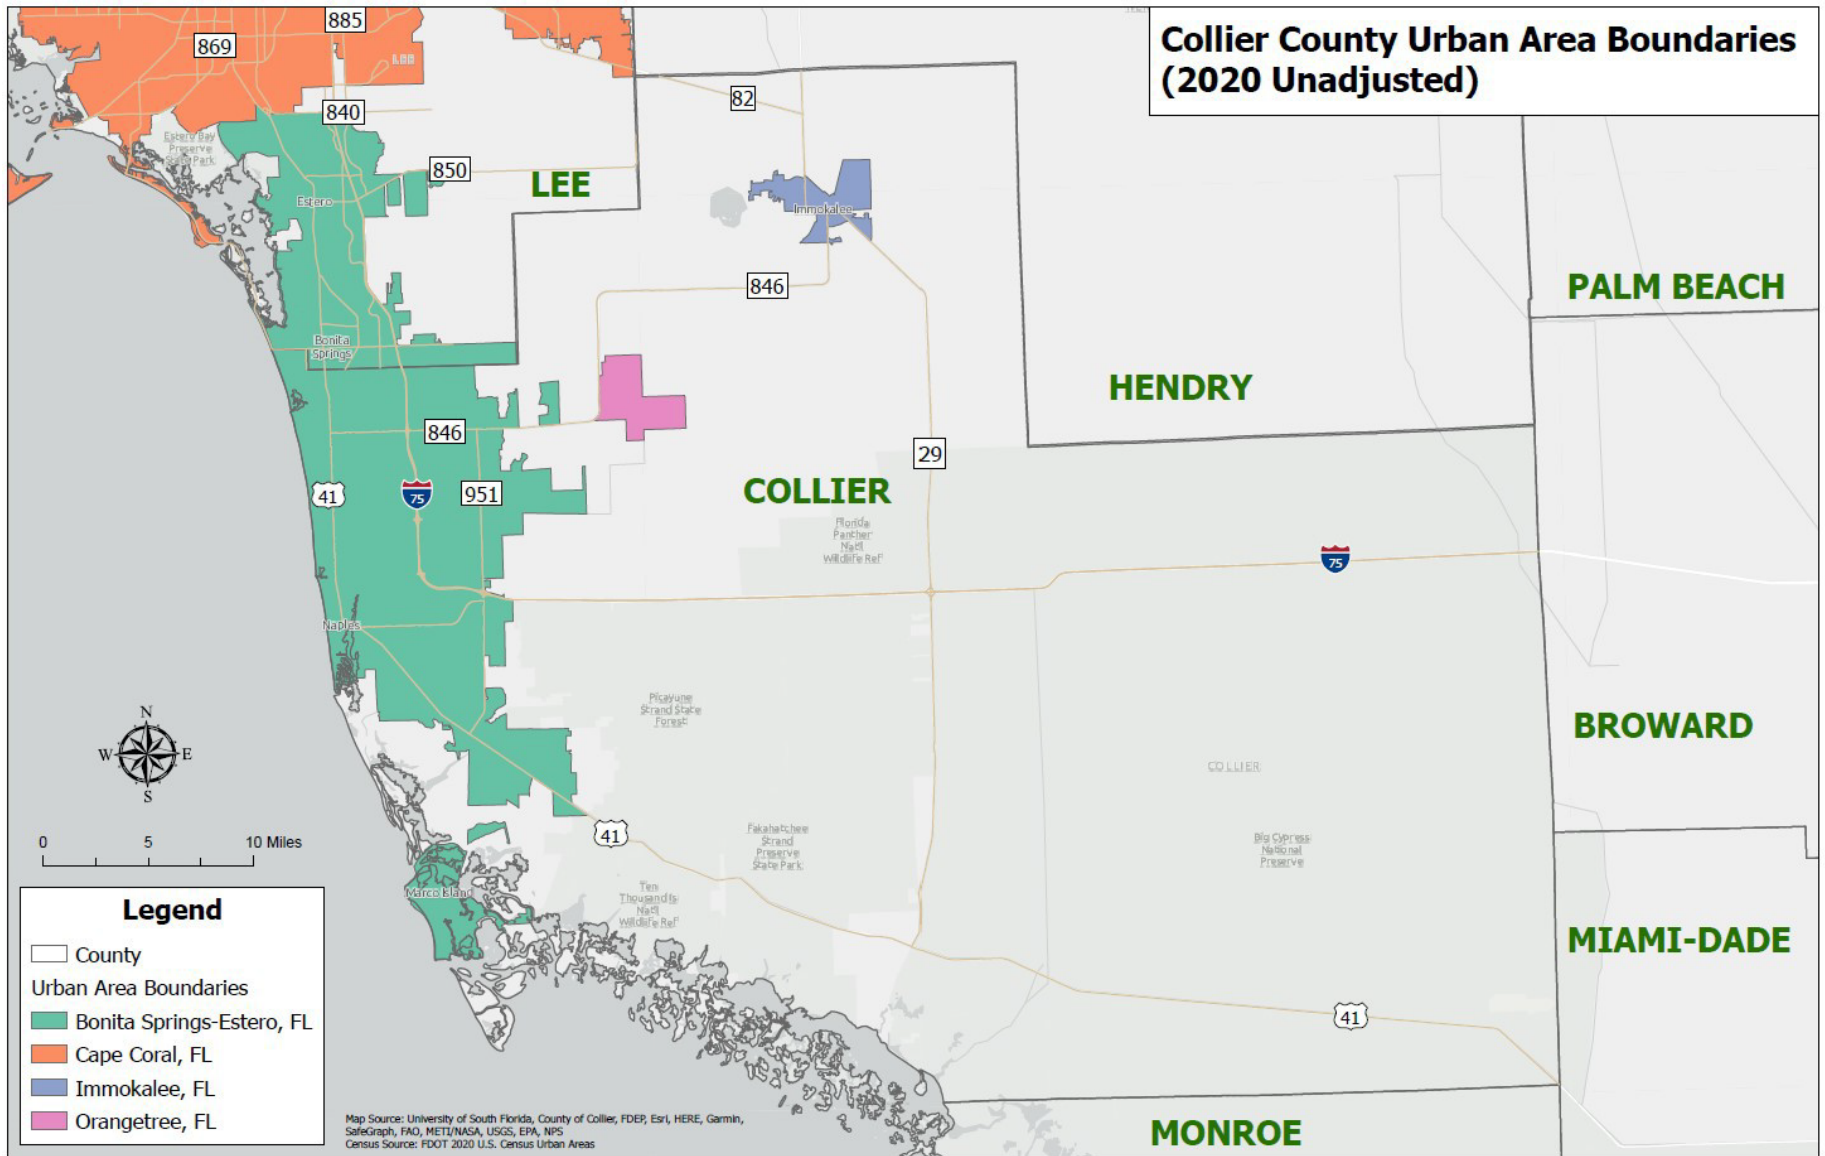 Collier County Urban Area Boundaries
(2020 Unadjusted)
885
869
LEE
82
840
Estero Bay
Preserve
State Park
850
LEE
Estero
Immokalee
846
PALM BEACH
Bonita
Springs
HENDRY
846
29
41
75
951
COLLIER
Florida
Panther
Nat'l
Wildlife Ref
75
Naples
Picayune
Strand State
Forest
N
W
E
S
BROWARD
COLLIER
41
0
5
10 Miles
Fakahatchee
Strand
Preserve
State Park
Big Cypress
National
Preserve
Marco Island
Ten
Thousand Is
Nat'l
Wildlife Ref
MIAMI-DADE
41
Legend
County
Urban Area Boundaries
Bonita Springs-Estero, FL
Cape Coral, FL
Immokalee, FL
Orangetree, FL
Map Source: University of South Florida, County of Collier, FDEP, Esri, HERE, Garmin,
SafeGraph, FAO, METI/NASA, USGS, EPA, NPS
Census Source: FDOT 2020 U.S. Census Urban Areas
MONROE